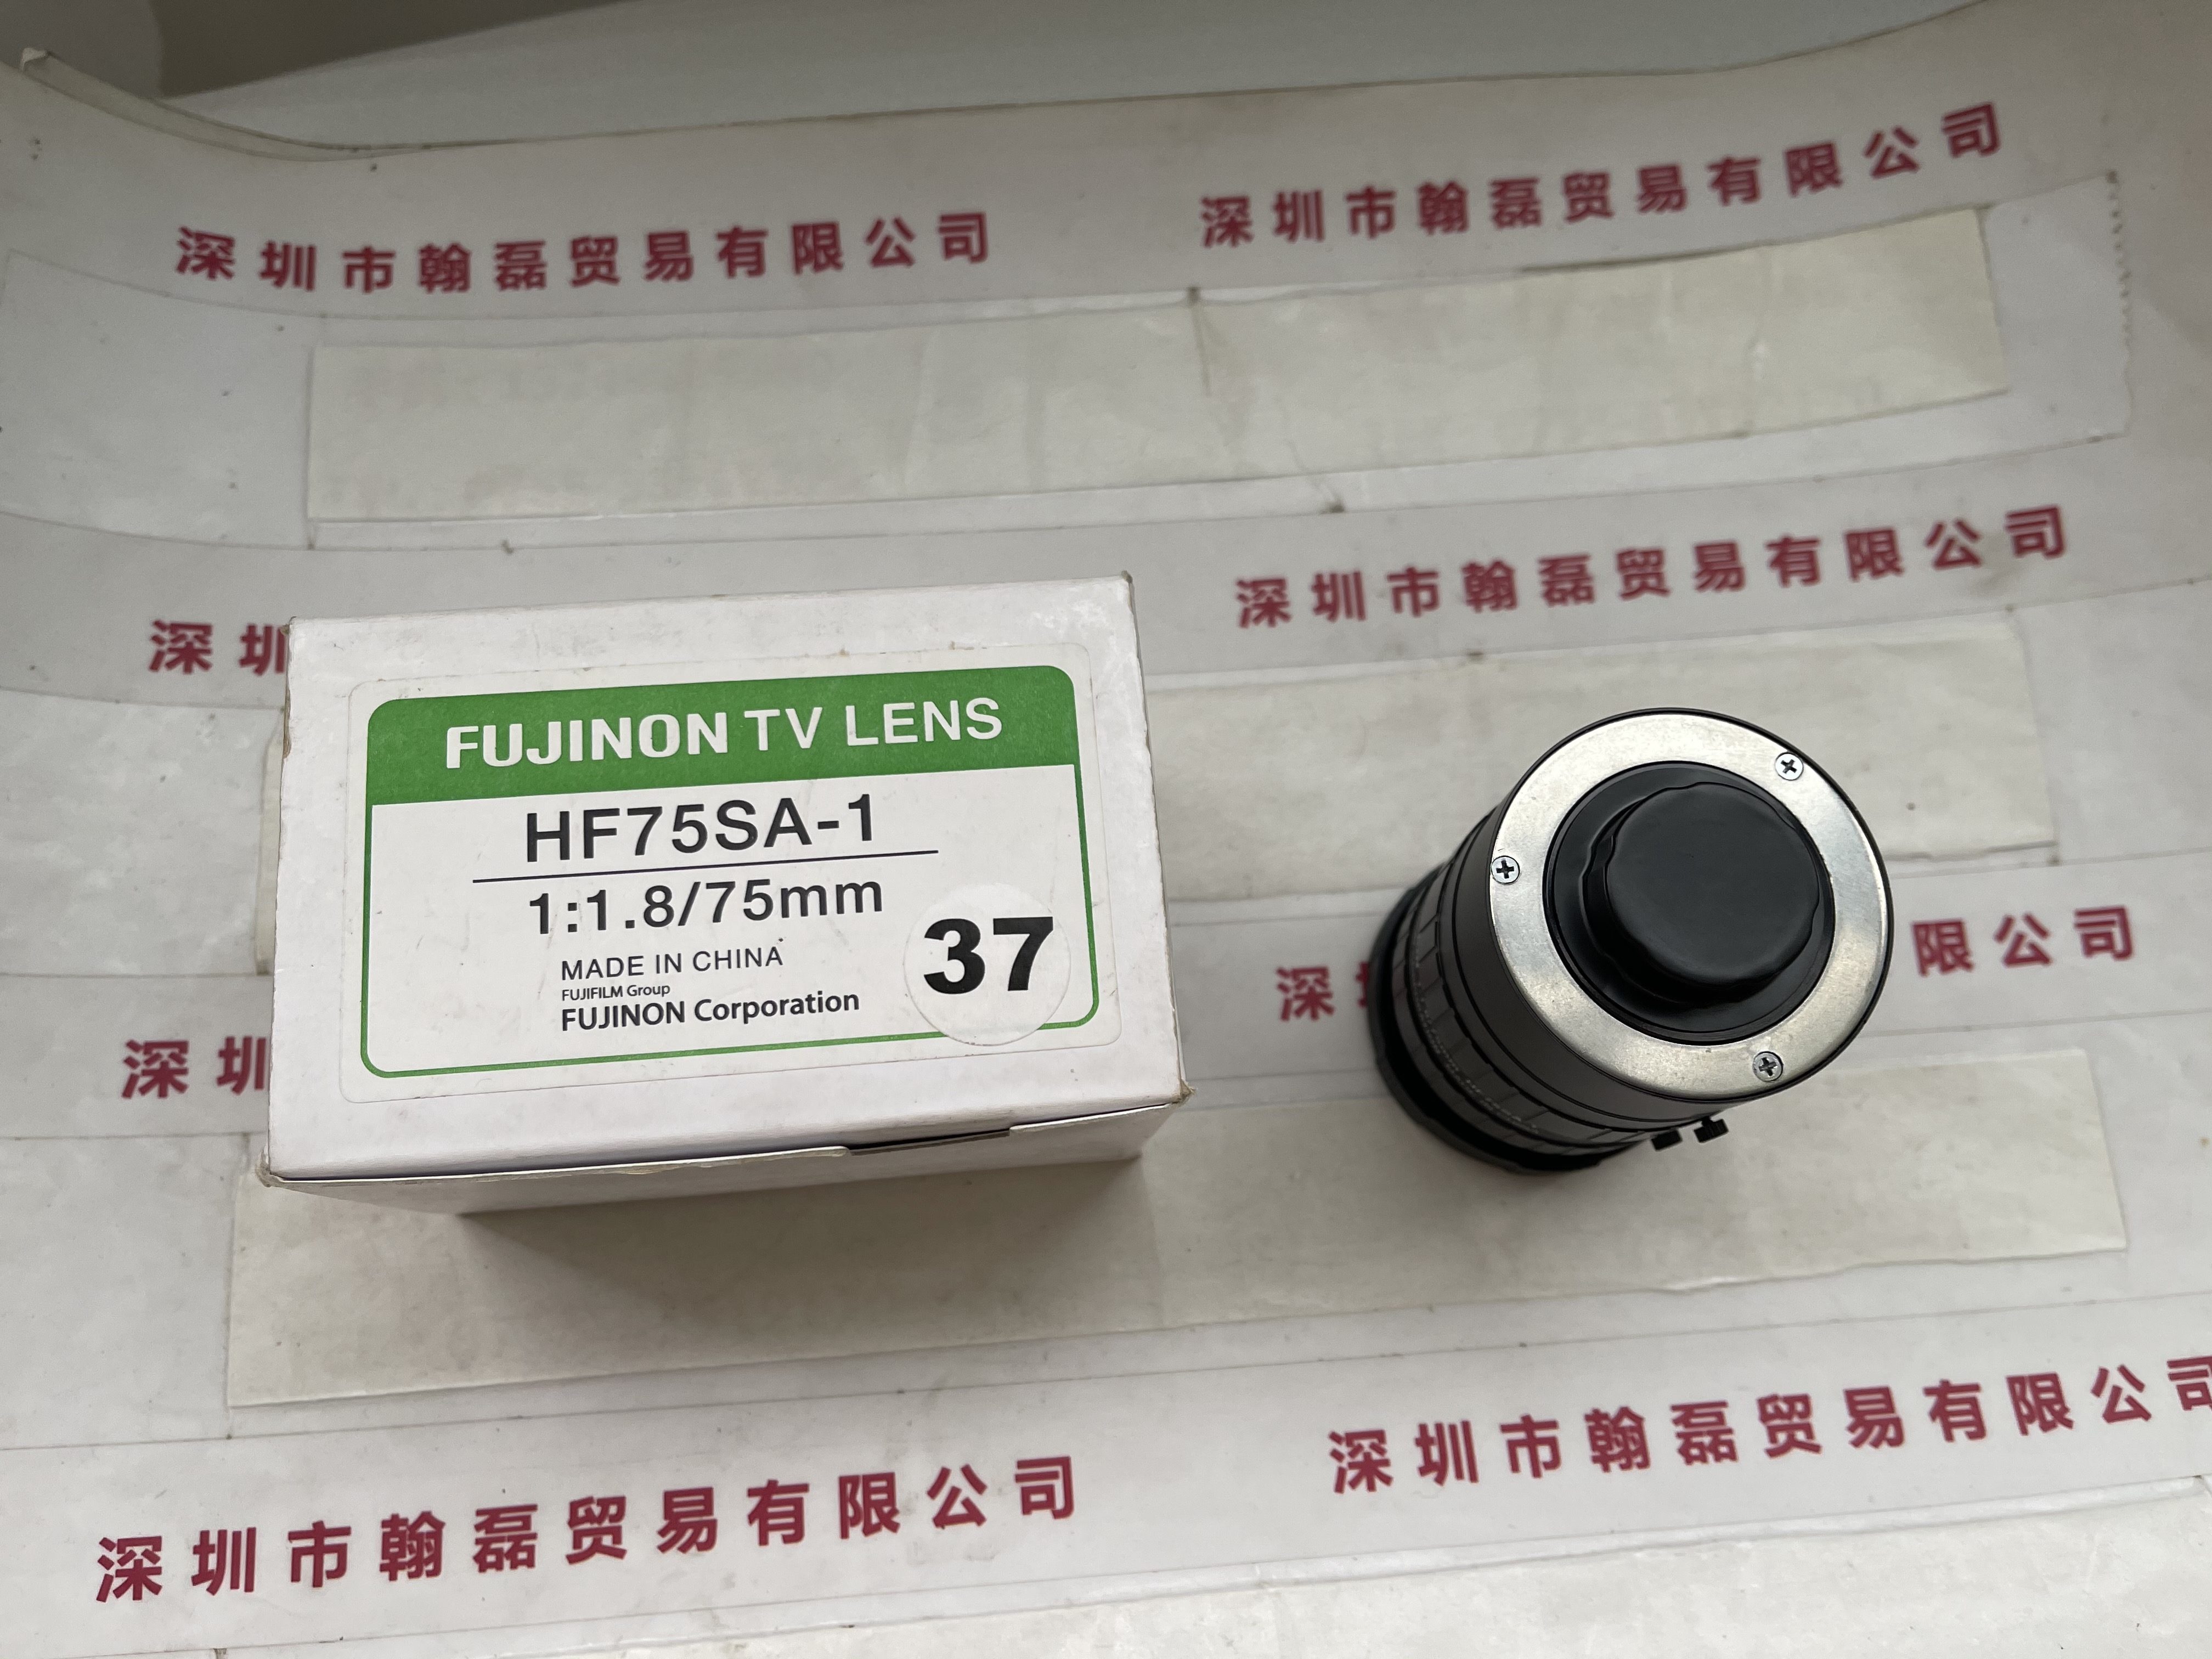 深圳市翰磊贸易有限公司
深圳市翰磊贸易有限公司
深圳
深圳市翰磊贸易有限公司
FUJINON TV LENS
HF75SA-1
1:1.8/75mm
MADE IN CHINA
FUJIFILM Group
FUJINON Corporation
37
深圳
深
限公司
深圳市翰磊贸易有限公司
深圳市翰磊贸易有限公司